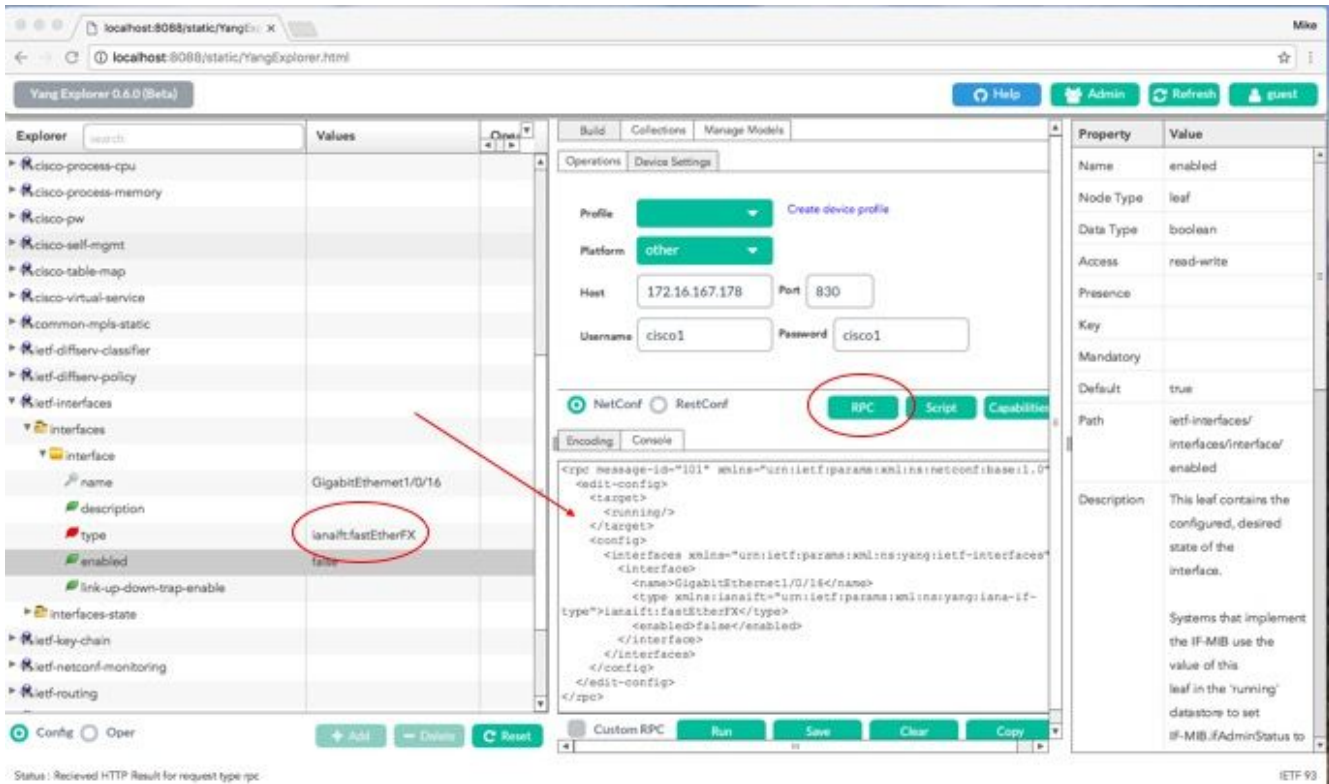 localhost:8088/static/YangEx
Mike
localhost:8088/static/YangExplorer.html
Yang Explorer 0.6.0 (Beta)
Help
Admin
Refresh
guest
Explorer
search
Values
Oper
cisco-process-cpu
cisco-process-memory
cisco-pw
cisco-self-mgmt
cisco-table-map
cisco-virtual-service
common-mpls-static
ietf-diffserv-classifier
ietf-diffserv-policy
ietf-interfaces
interfaces
interface
name GigabitEthernet1/0/16
description
type ianaift:fastEtherFX
enabled false
link-up-down-trap-enable
interfaces-state
ietf-key-chain
ietf-netconf-monitoring
ietf-routing
Config Oper
Add
Delete
Reset
Build Collections Manage Models
Operations Device Settings
Profile
Create device profile
Platform other
Host 172.16.167.178 Port 830
Username cisco1 Password cisco1
NetConf RestConf
RPC
Script
Capabilities
Encoding Console
<rpc message-id="101" xmlns="urn:ietf:params:xml:ns:netconf:base:1.0"
<edit-config>
<target>
<running/>
</target>
<config>
<interfaces xmlns="urn:ietf:params:xml:ns:yang:ietf-interfaces"
<interface>
<name>GigabitEthernet1/0/16</name>
<type xmlns:ianaift="urn:ietf:params:xml:ns:yang:iana-if-
type">ianaift:fastEtherFX</type>
<enabled>false</enabled>
</interface>
</interfaces>
</config>
</edit-config>
</rpc>
Custom RPC
Run
Save
Clear
Copy
Property Value
Name enabled
Node Type leaf
Data Type boolean
Access read-write
Presence
Key
Mandatory
Default true
Path ietf-interfaces/
interfaces/interface/
enabled
Description This leaf contains the
configured, desired
state of the
interface.
Systems that implement
the IF-MIB use the
value of this
leaf in the 'running'
datastore to set
IF-MIB.ifAdminStatus to
Status : Recieved HTTP Result for request type rpc
IETF 93